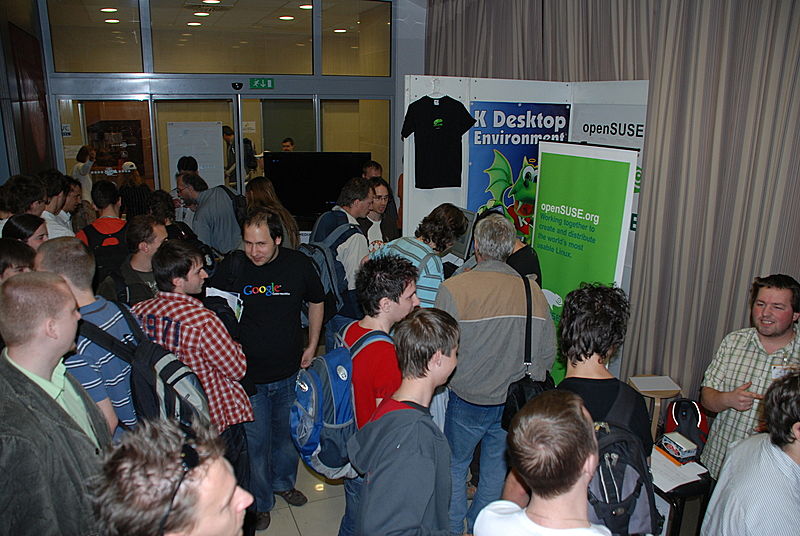 K Desktop
Environment
openSUSE
openSUSE.org
Working together to
create and distribute
the world's most
usable Linux.
Google